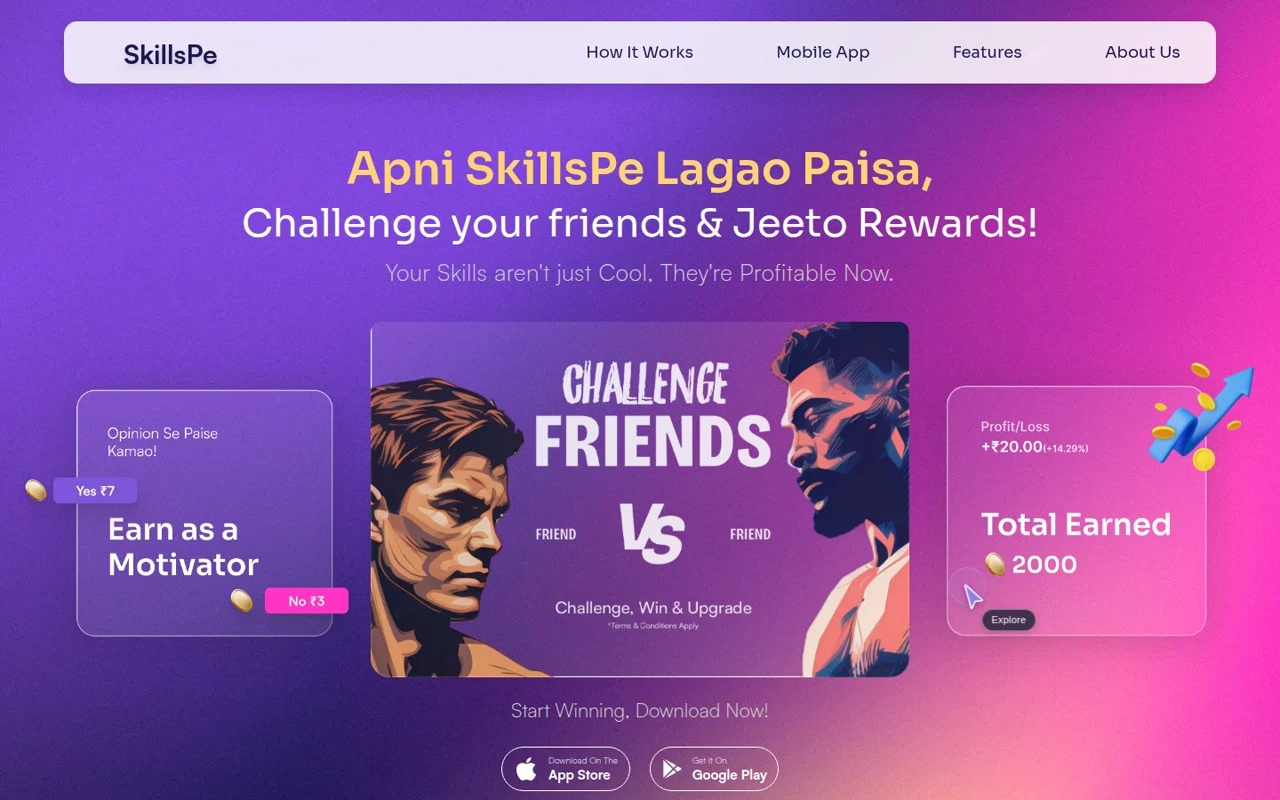 SkillsPe
How It Works
Mobile App
Features
About Us
Apni SkillsPe Lagao Paisa,
Challenge your friends & Jeeto Rewards!
Your Skills aren't just Cool, They're Profitable Now.
Opinion Se Paise
Kamao!
Yes ₹7
Earn as a
Motivator
No ₹3
CHALLENGE
FRIENDS
FRIEND
VS
FRIEND
Challenge, Win & Upgrade
*Terms & Conditions Apply
Profit/Loss
+₹20.00(+14.29%)
Total Earned
2000
Explore
Start Winning, Download Now!
Download On The
App Store
Get It On
Google Play